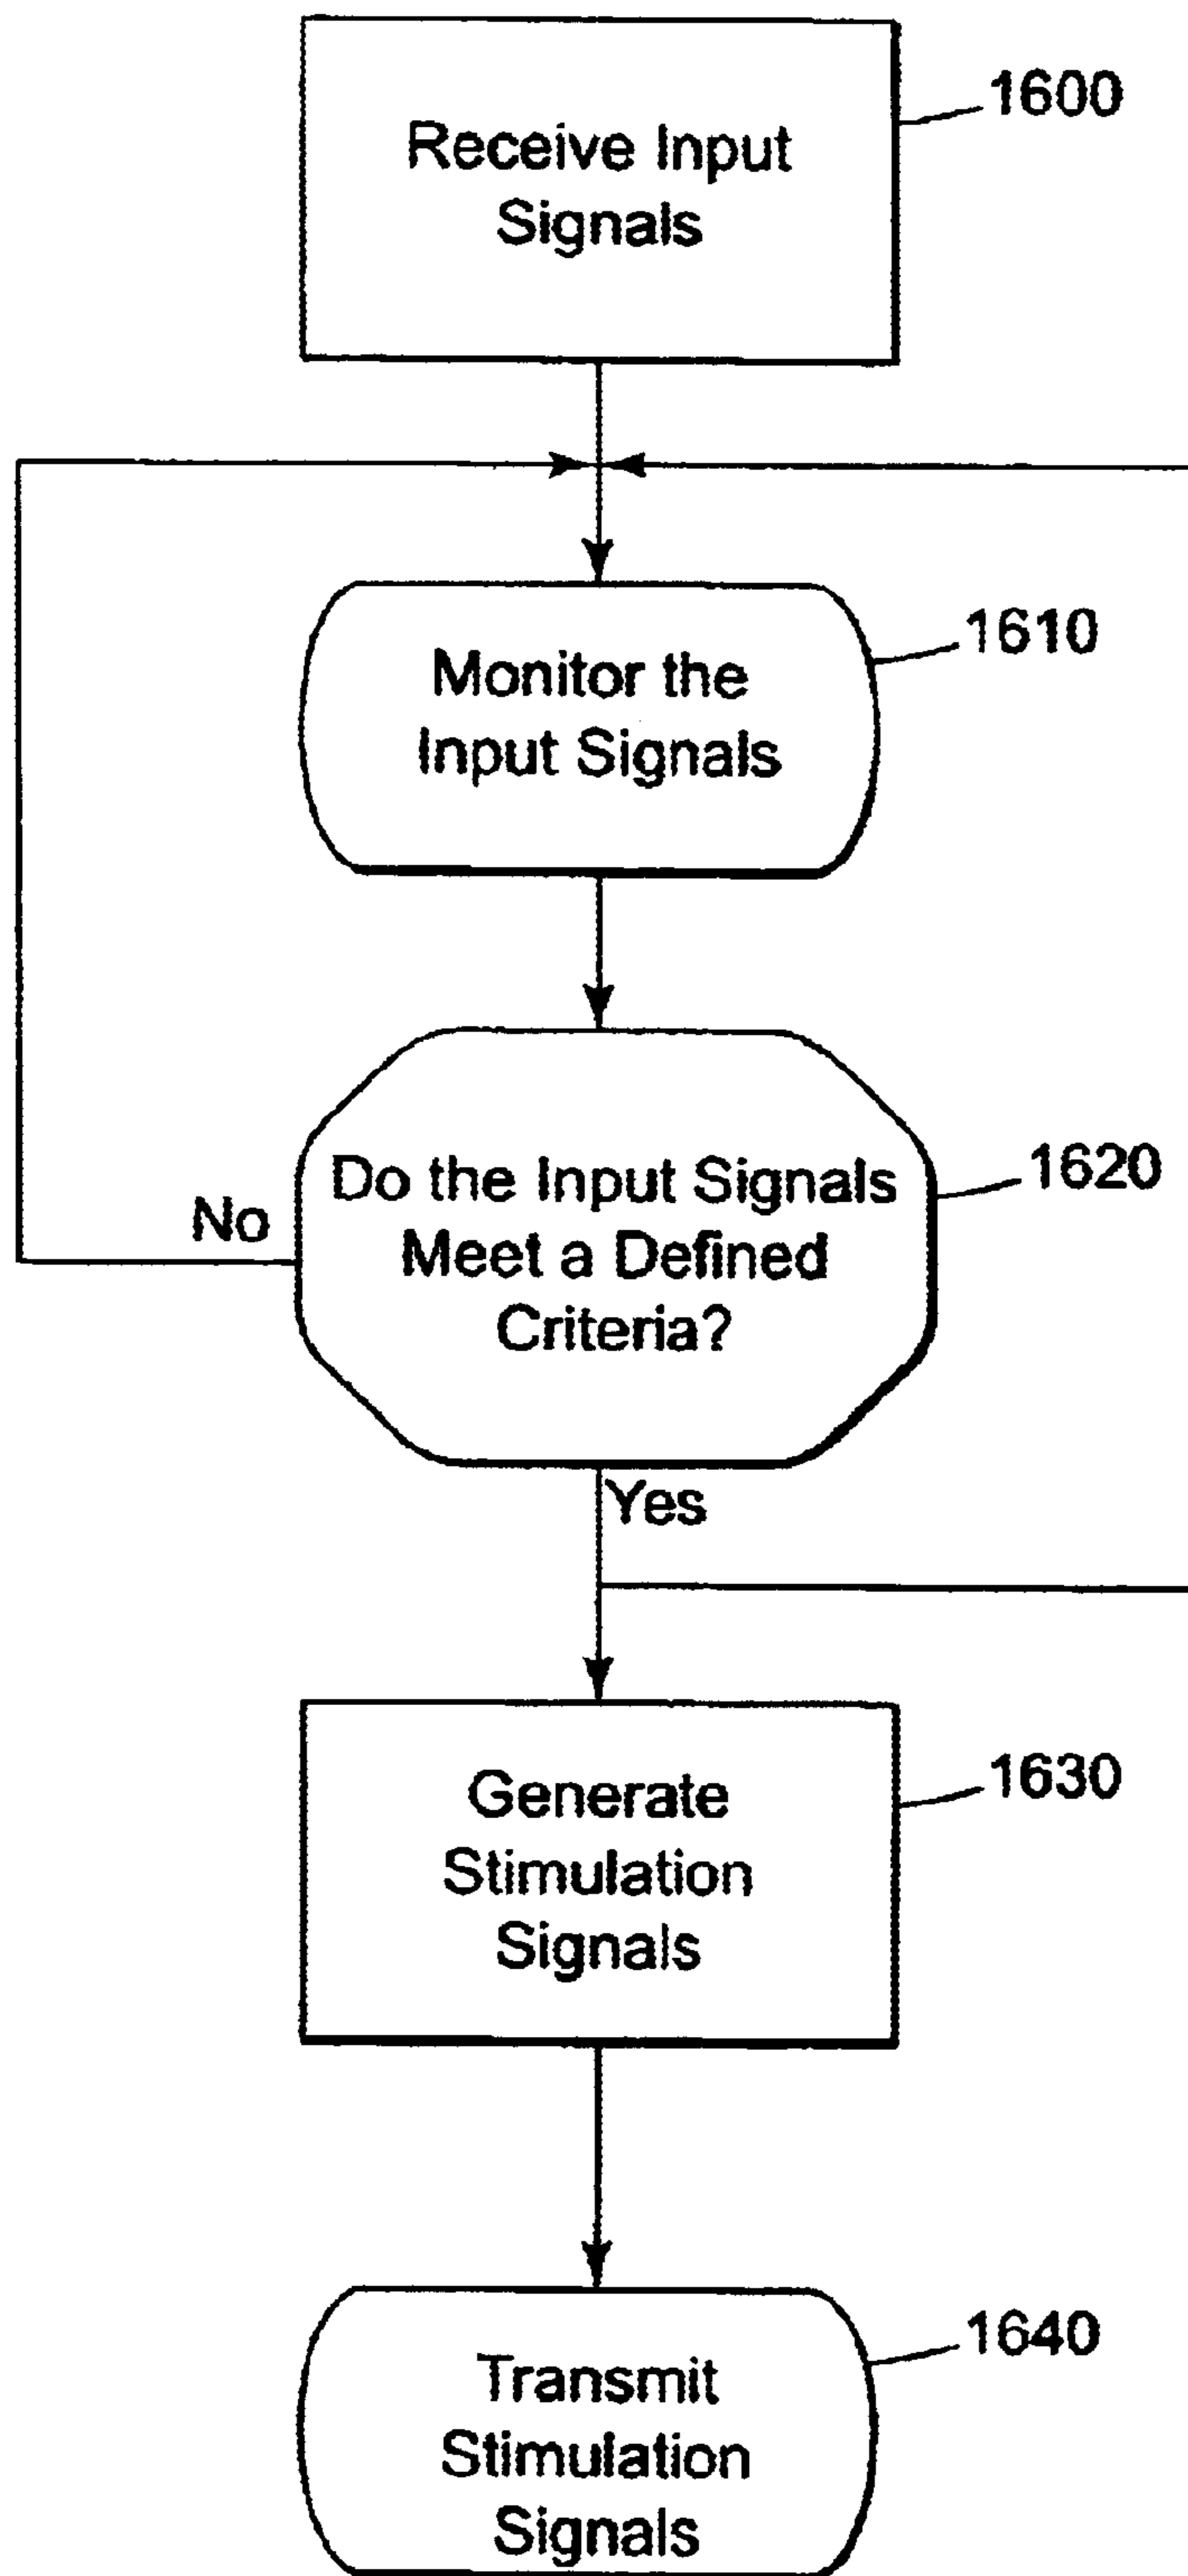 Receive Input
Signals
1600
Monitor the
Input Signals
1610
Do the Input Signals
Meet a Defined
Criteria?
1620
No
Yes
Generate
Stimulation
Signals
1630
Transmit
Stimulation
Signals
1640